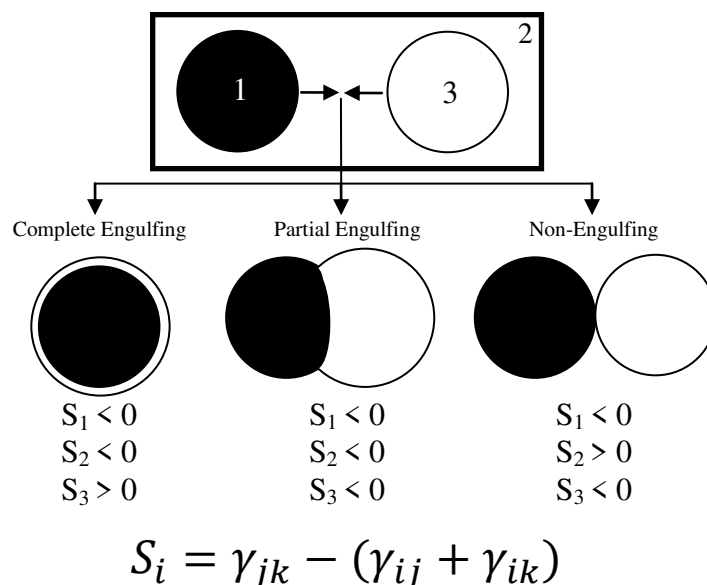 2
1 3
Complete Engulfing Partial Engulfing Non-Engulfing
S₁ < 0 S₁ < 0 S₁ < 0
S₂ < 0 S₂ < 0 S₂ > 0
S₃ > 0 S₃ < 0 S₃ < 0
Sᵢ = γⱼₖ − (γᵢⱼ + γᵢₖ)